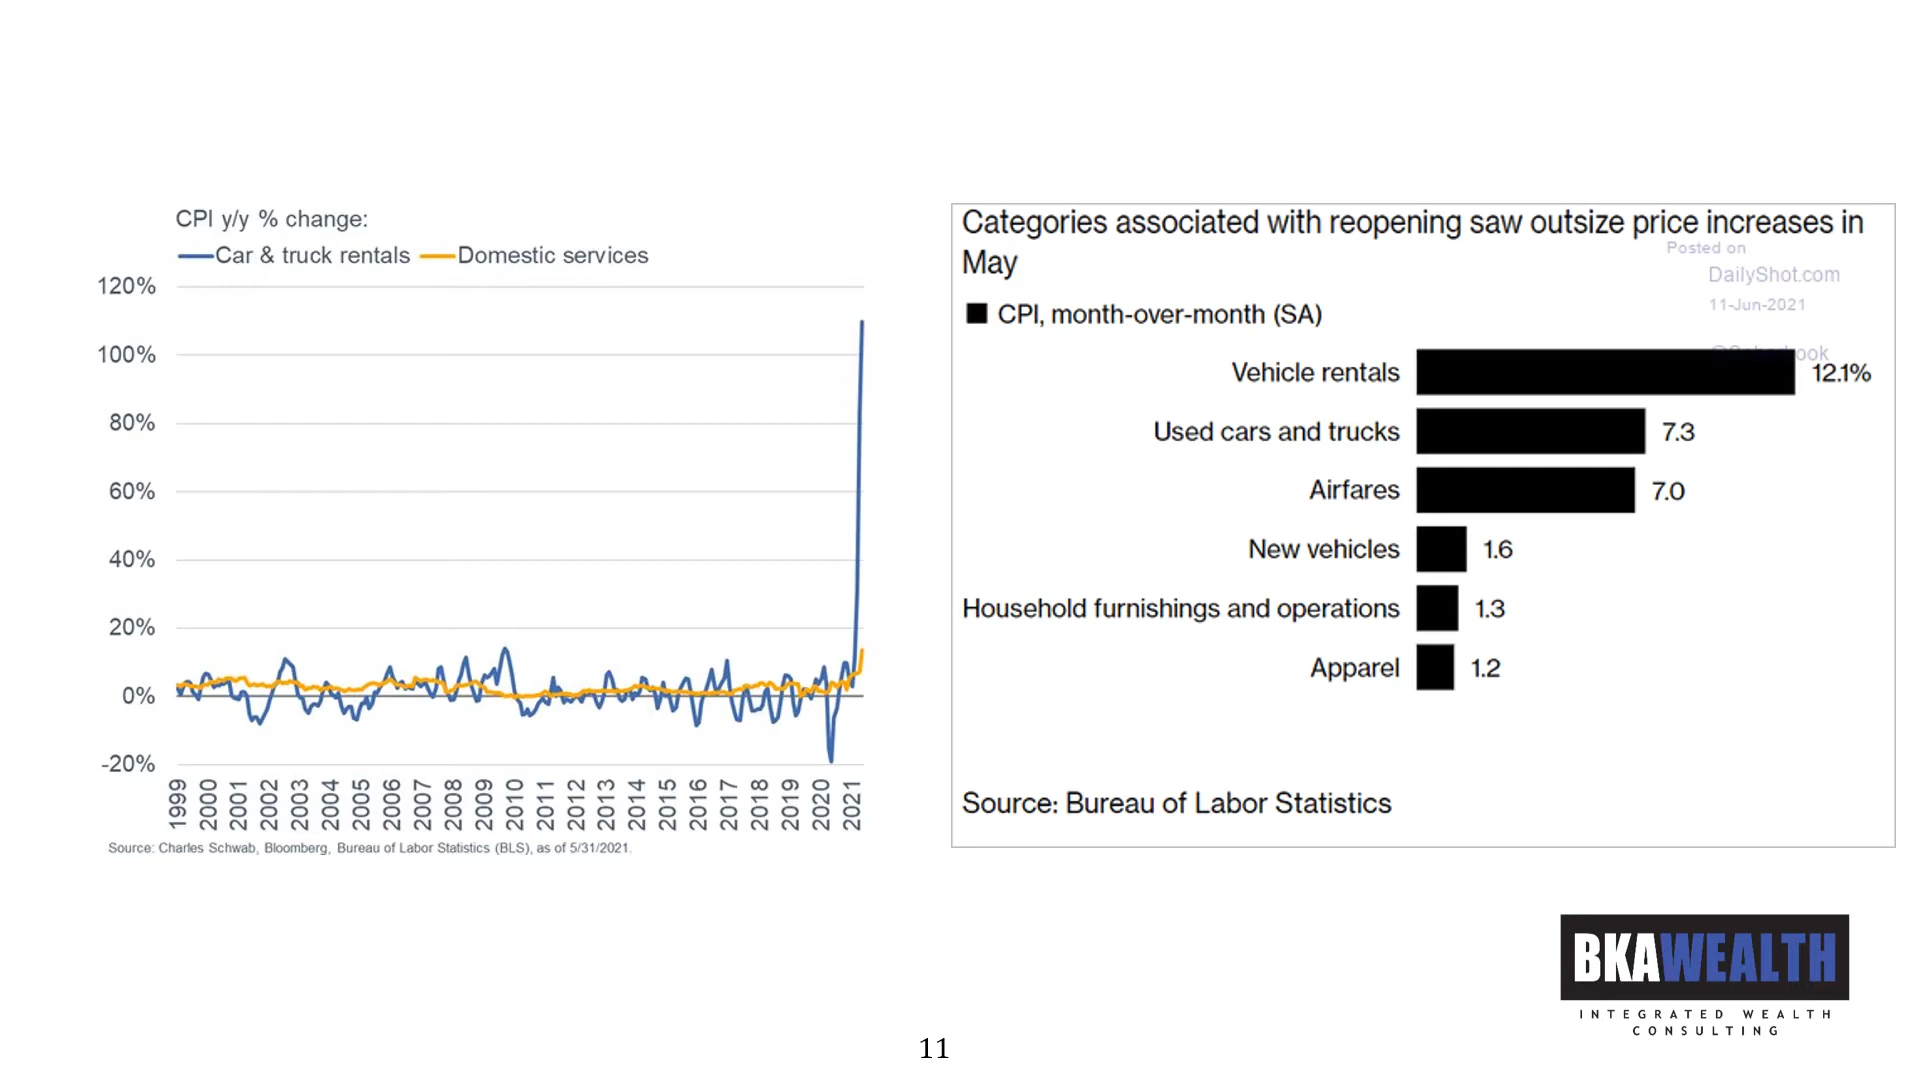 CPI y/y % change:
Car & truck rentals Domestic services
120%
100%
80%
60%
40%
20%
0%
-20%
1999 2000 2001 2002 2003 2004 2005 2006 2007 2008 2009 2010 2011 2012 2013 2014 2015 2016 2017 2018 2019 2020 2021
Source: Charles Schwab, Bloomberg, Bureau of Labor Statistics (BLS), as of 5/31/2021.
Categories associated with reopening saw outsize price increases in
May
Posted on
DailyShot.com
11-Jun-2021
CPI, month-over-month (SA)
Vehicle rentals 12.1%
Used cars and trucks 7.3
Airfares 7.0
New vehicles 1.6
Household furnishings and operations 1.3
Apparel 1.2
Source: Bureau of Labor Statistics
BKAWEALTH
INTEGRATED WEALTH
CONSULTING
11